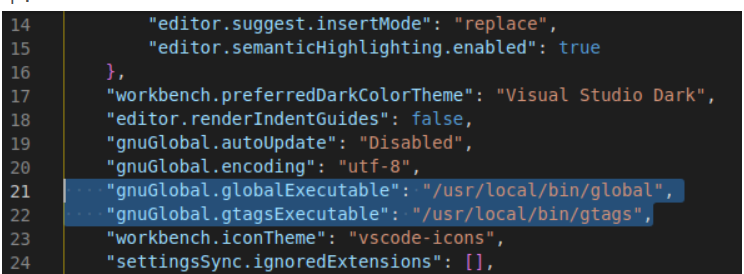 14 "editor.suggest.insertMode": "replace",
15 "editor.semanticHighlighting.enabled": true
16 },
17 "workbench.preferredDarkColorTheme": "Visual Studio Dark",
18 "editor.renderIndentGuides": false,
19 "gnuGlobal.autoUpdate": "Disabled",
20 "gnuGlobal.encoding": "utf-8",
21 "gnuGlobal.globalExecutable": "/usr/local/bin/global",
22 "gnuGlobal.gtagsExecutable": "/usr/local/bin/gtags",
23 "workbench.iconTheme": "vscode-icons",
24 "settingsSync.ignoredExtensions": [],